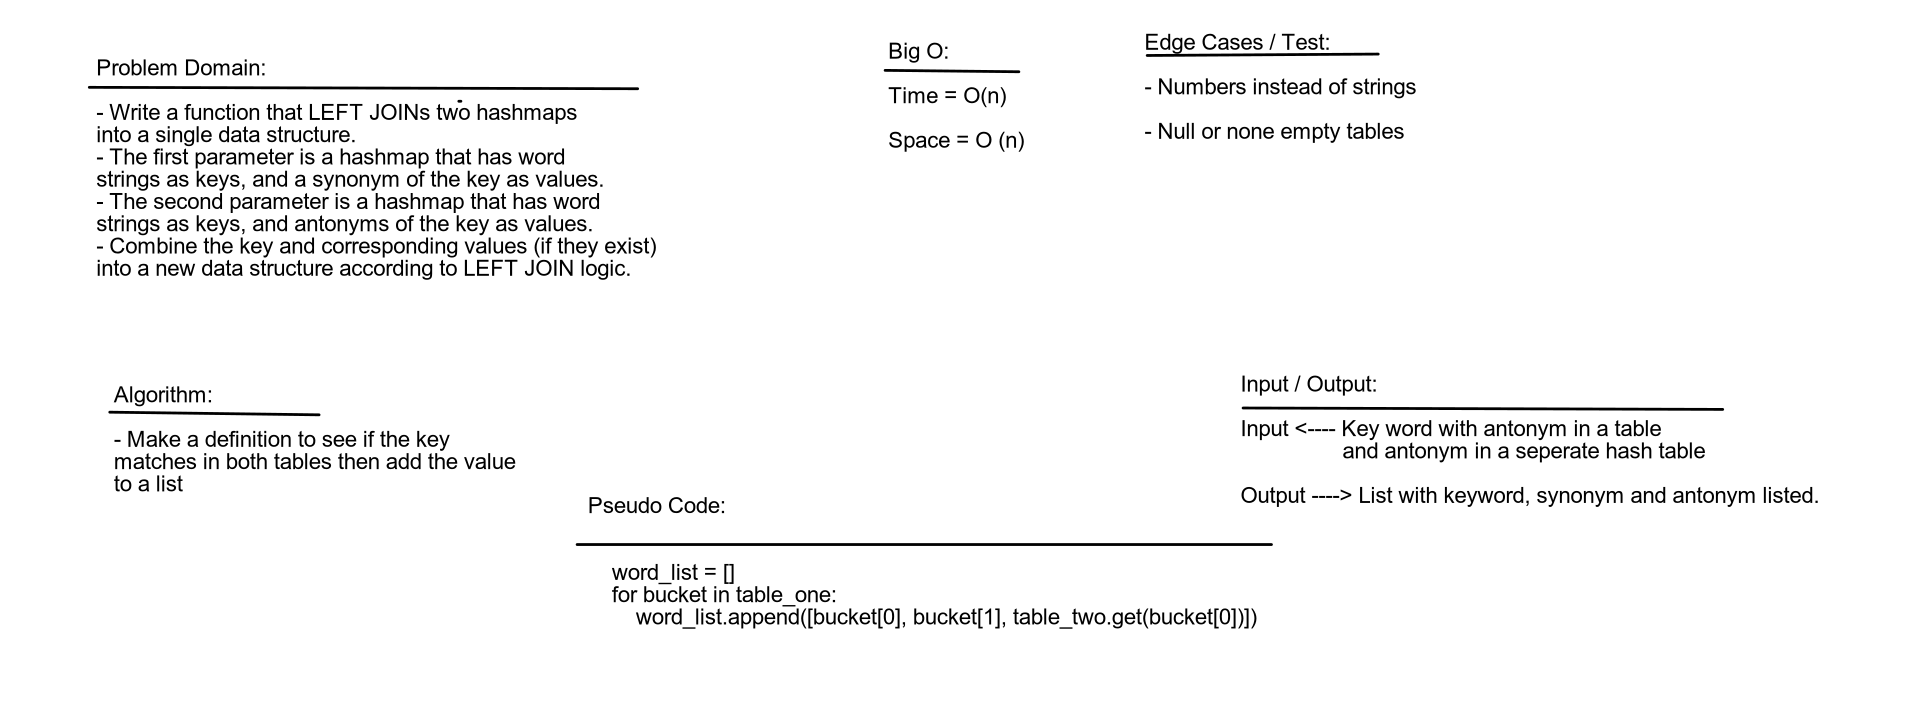 Problem Domain:
- Write a function that LEFT JOINs two hashmaps
into a single data structure.
- The first parameter is a hashmap that has word
strings as keys, and a synonym of the key as values.
- The second parameter is a hashmap that has word
strings as keys, and antonyms of the key as values.
- Combine the key and corresponding values (if they exist)
into a new data structure according to LEFT JOIN logic.
Big O:
Time = O(n)
Space = O (n)
Edge Cases / Test:
- Numbers instead of strings
- Null or none empty tables
Algorithm:
- Make a definition to see if the key
matches in both tables then add the value
to a list
Pseudo Code:
word_list = []
for bucket in table_one:
word_list.append([bucket[0], bucket[1], table_two.get(bucket[0])])
Input / Output:
Input <---- Key word with antonym in a table
and antonym in a seperate hash table
Output ----> List with keyword, synonym and antonym listed.